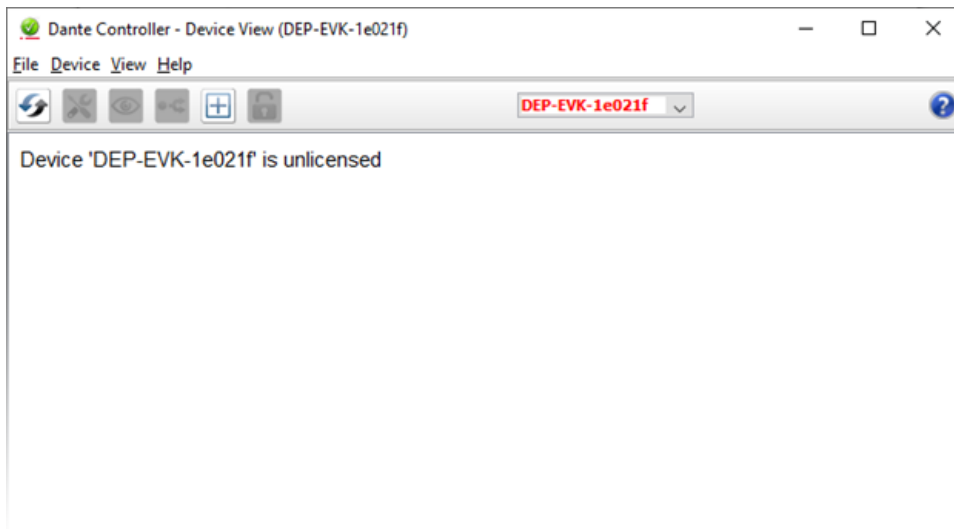 Dante Controller - Device View (DEP-EVK-1e021f)
File Device View Help
DEP-EVK-1e021f
?
Device 'DEP-EVK-1e021f' is unlicensed